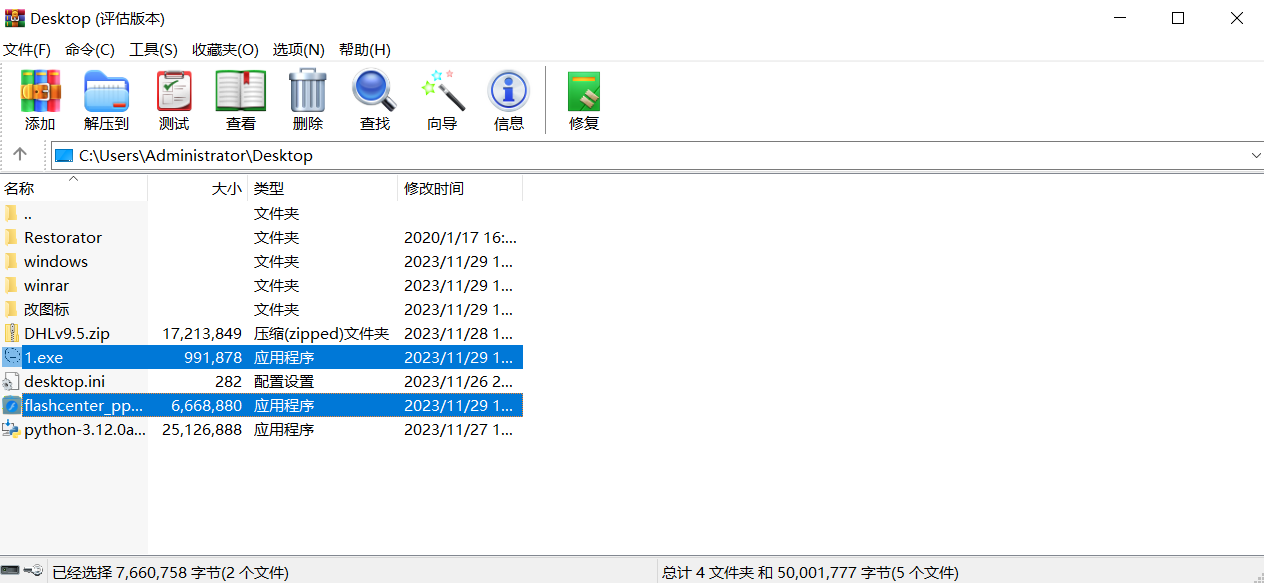 Desktop (评估版本)
文件(F) 命令(C) 工具(S) 收藏夹(O) 选项(N) 帮助(H)
添加 解压到 测试 查看 删除 查找 向导 信息 修复
C:\Users\Administrator\Desktop
名称 大小 类型 修改时间
.. 文件夹
Restorator 文件夹 2020/1/17 16:...
windows 文件夹 2023/11/29 1...
winrar 文件夹 2023/11/29 1...
改图标 文件夹 2023/11/29 1...
DHLv9.5.zip 17,213,849 压缩(zipped)文件夹 2023/11/28 1...
1.exe 991,878 应用程序 2023/11/29 1...
desktop.ini 282 配置设置 2023/11/26 2...
flashcenter_pp... 6,668,880 应用程序 2023/11/29 1...
python-3.12.0a... 25,126,888 应用程序 2023/11/27 1...
已经选择 7,660,758 字节(2 个文件) 总计 4 文件夹 和 50,001,777 字节(5 个文件)